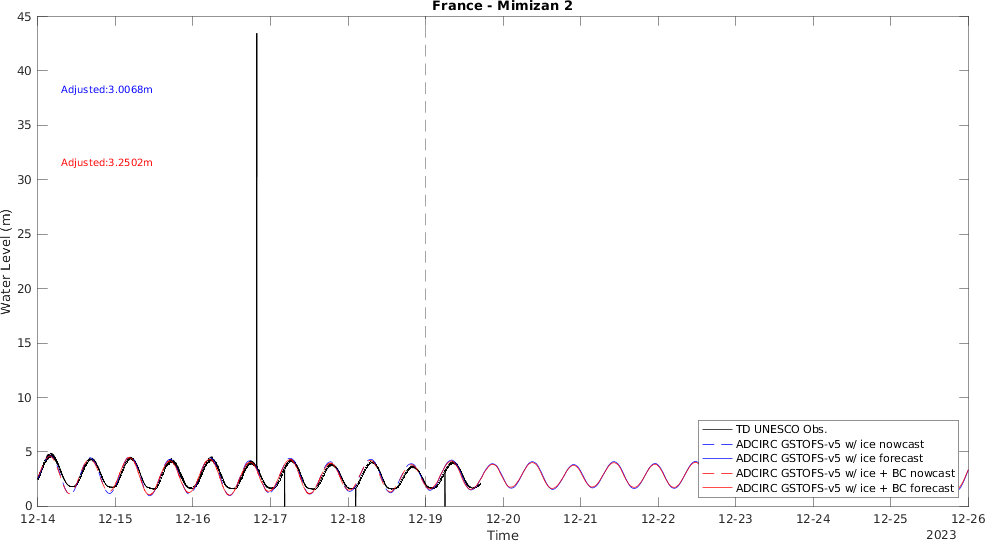 France - Mimizan 2
45
40
35
30
25
20
15
10
5
0
Water Level (m)
Adjusted:3.0068m
Adjusted:3.2502m
TD UNESCO Obs.
ADCIRC GSTOFS-v5 w/ ice nowcast
ADCIRC GSTOFS-v5 w/ ice forecast
ADCIRC GSTOFS-v5 w/ ice + BC nowcast
ADCIRC GSTOFS-v5 w/ ice + BC forecast
12-14 12-15 12-16 12-17 12-18 12-19 12-20 12-21 12-22 12-23 12-24 12-25 12-26
Time
2023